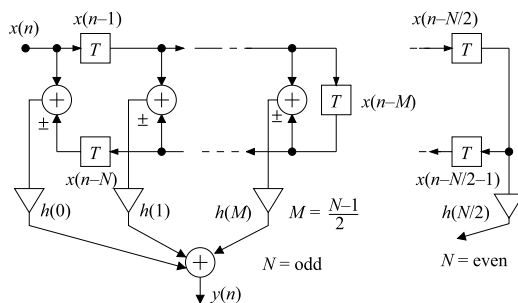 x(n)
x(n–1)
x(n–N/2)
T
T
+
+
+
T
x(n–M)
±
±
±
T
T
x(n–N)
x(n–N/2–1)
h(0)
h(1)
h(M)
M = N–1/2
h(N/2)
+
N = odd
N = even
y(n)